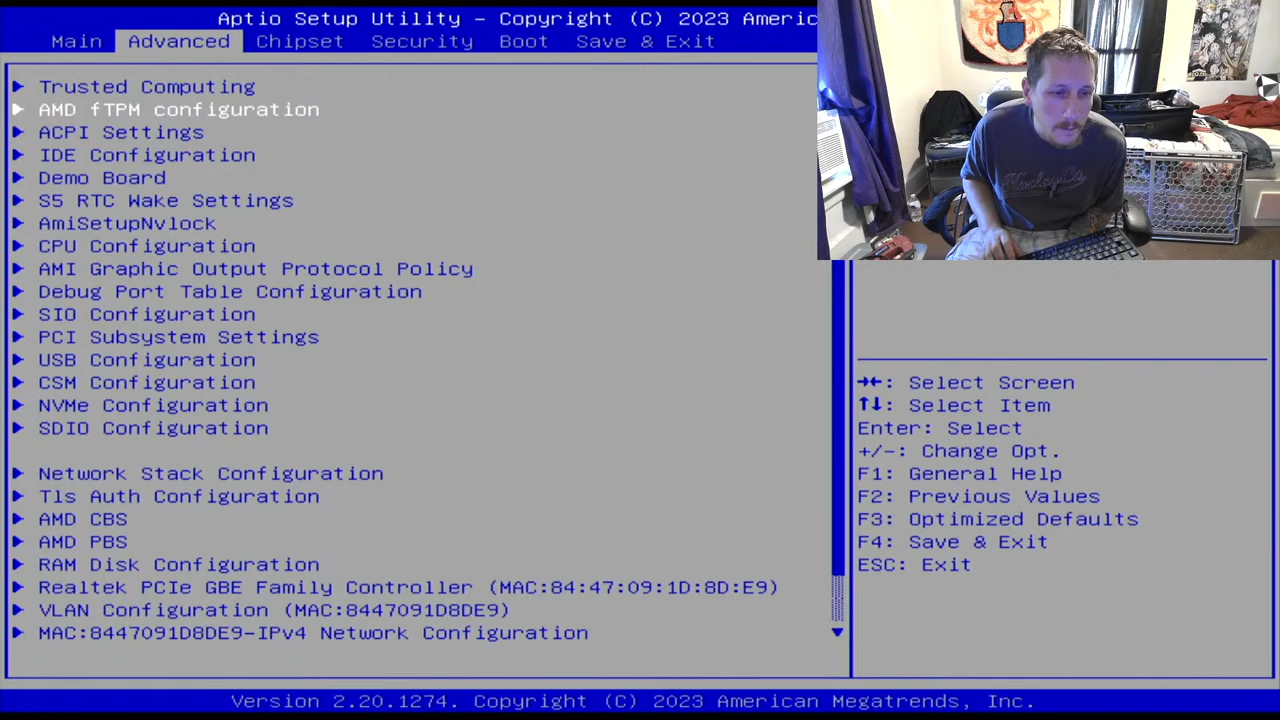 Aptio Setup Utility – Copyright (C) 2023 Americ
Main Advanced Chipset Security Boot Save & Exit
Trusted Computing
AMD fTPM configuration
ACPI Settings
IDE Configuration
Demo Board
S5 RTC Wake Settings
AmiSetupNvlock
CPU Configuration
AMI Graphic Output Protocol Policy
Debug Port Table Configuration
SIO Configuration
PCI Subsystem Settings
USB Configuration
CSM Configuration
NVMe Configuration
SDIO Configuration
Network Stack Configuration
Tls Auth Configuration
AMD CBS
AMD PBS
RAM Disk Configuration
Realtek PCIe GBE Family Controller (MAC:84:47:09:1D:8D:E9)
VLAN Configuration (MAC:8447091D8DE9)
MAC:8447091D8DE9-IPv4 Network Configuration
→←: Select Screen
↑↓: Select Item
Enter: Select
+/-: Change Opt.
F1: General Help
F2: Previous Values
F3: Optimized Defaults
F4: Save & Exit
ESC: Exit
Version 2.20.1274. Copyright (C) 2023 American Megatrends, Inc.